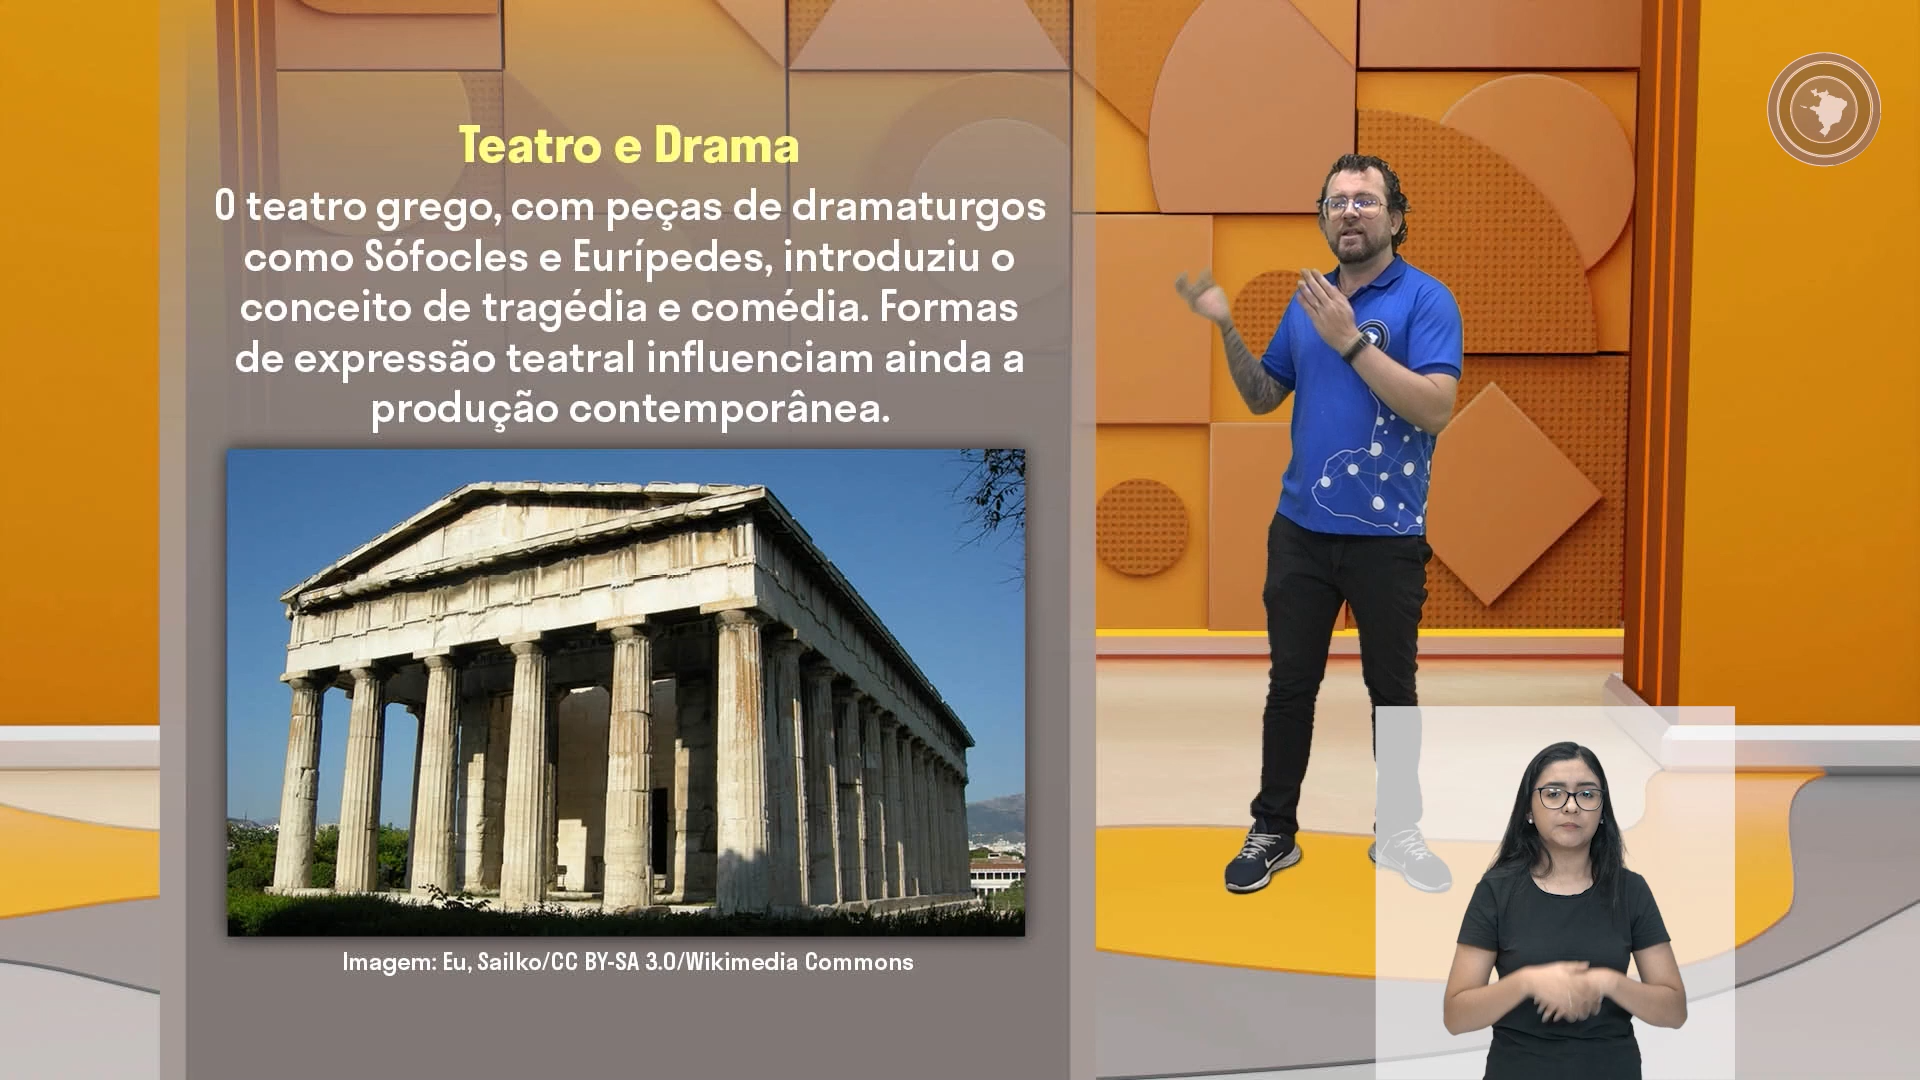 Teatro e Drama
O teatro grego, com peças de dramaturgos
como Sófocles e Eurípedes, introduziu o
conceito de tragédia e comédia. Formas
de expressão teatral influenciam ainda a
produção contemporânea.
Imagem: Eu, Sailko/CC BY-SA 3.0/Wikimedia Commons